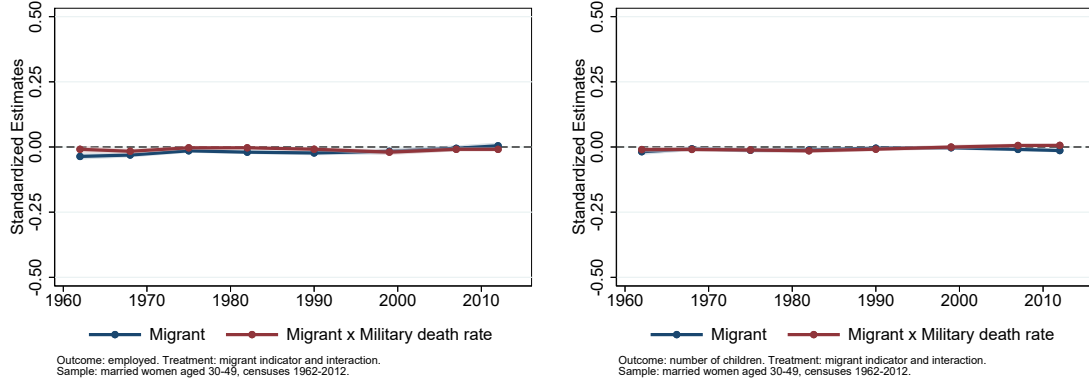 0.50
0.25
0.00
-0.25
-0.50
Standardized Estimates
1960 1970 1980 1990 2000 2010
Migrant Migrant x Military death rate
Outcome: employed. Treatment: migrant indicator and interaction.
Sample: married women aged 30-49, censuses 1962-2012.
0.50
0.25
0.00
-0.25
-0.50
Standardized Estimates
1960 1970 1980 1990 2000 2010
Migrant Migrant x Military death rate
Outcome: number of children. Treatment: migrant indicator and interaction.
Sample: married women aged 30-49, censuses 1962-2012.